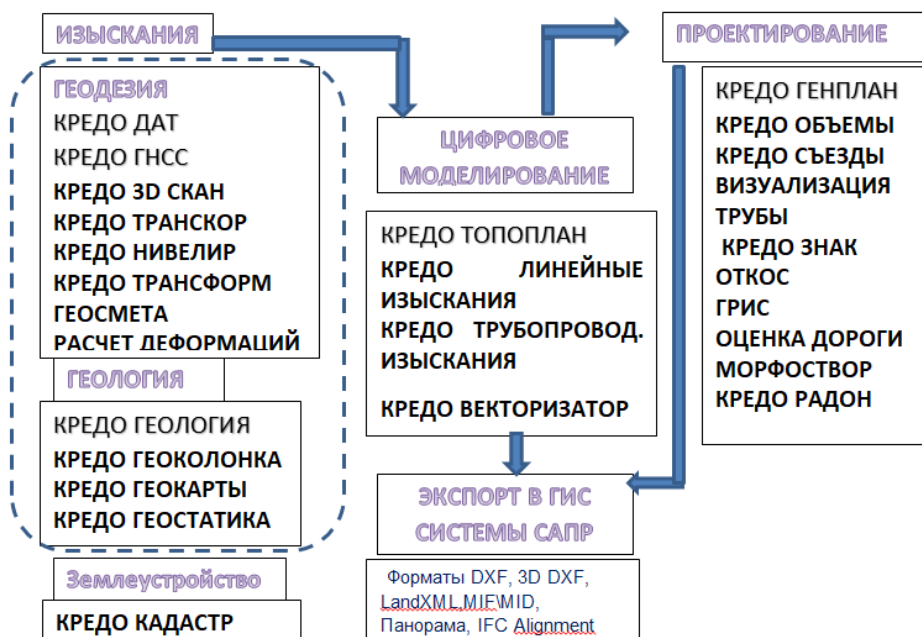 ИЗЫСКАНИЯ
ГЕОДЕЗИЯ
КРЕДО ДАТ
КРЕДО ГНСС
КРЕДО 3D СКАН
КРЕДО ТРАНСКОР
КРЕДО НИВЕЛИР
КРЕДО ТРАНСФОРМ
ГЕОСМЕТА
РАСЧЕТ ДЕФОРМАЦИЙ
ГЕОЛОГИЯ
КРЕДО ГЕОЛОГИЯ
КРЕДО ГЕОКОЛОНКА
КРЕДО ГЕОКАРТЫ
КРЕДО ГЕОСТАТИКА
Землеустройство
КРЕДО КАДАСТР
ЦИФРОВОЕ
МОДЕЛИРОВАНИЕ
КРЕДО ТОПОПЛАН
КРЕДО ЛИНЕЙНЫЕ
ИЗЫСКАНИЯ
КРЕДО ТРУБОПРОВОД.
ИЗЫСКАНИЯ
КРЕДО ВЕКТОРИЗАТОР
ЭКСПОРТ В ГИС
СИСТЕМЫ САПР
Форматы DXF, 3D DXF,
LandXML,MIF\MID,
Панорама, IFC Alignment
ПРОЕКТИРОВАНИЕ
КРЕДО ГЕНПЛАН
КРЕДО ОБЪЕМЫ
КРЕДО СЪЕЗДЫ
ВИЗУАЛИЗАЦИЯ
ТРУБЫ
КРЕДО ЗНАК
ОТКОС
ГРИС
ОЦЕНКА ДОРОГИ
МОРФОСТВОР
КРЕДО РАДОН